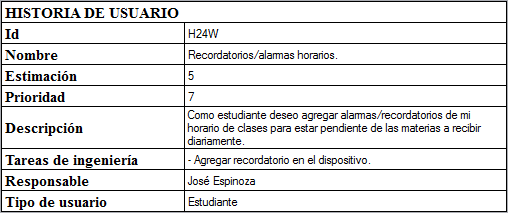 HISTORIA DE USUARIO
Id H24W
Nombre Recordatorios/alarmas horarios.
Estimación 5
Prioridad 7
Descripción Como estudiante deseo agregar alarmas/recordatorios de mi
horario de clases para estar pendiente de las materias a recibir
diariamente.
Tareas de ingeniería - Agregar recordatorio en el dispositivo.
Responsable José Espinoza
Tipo de usuario Estudiante